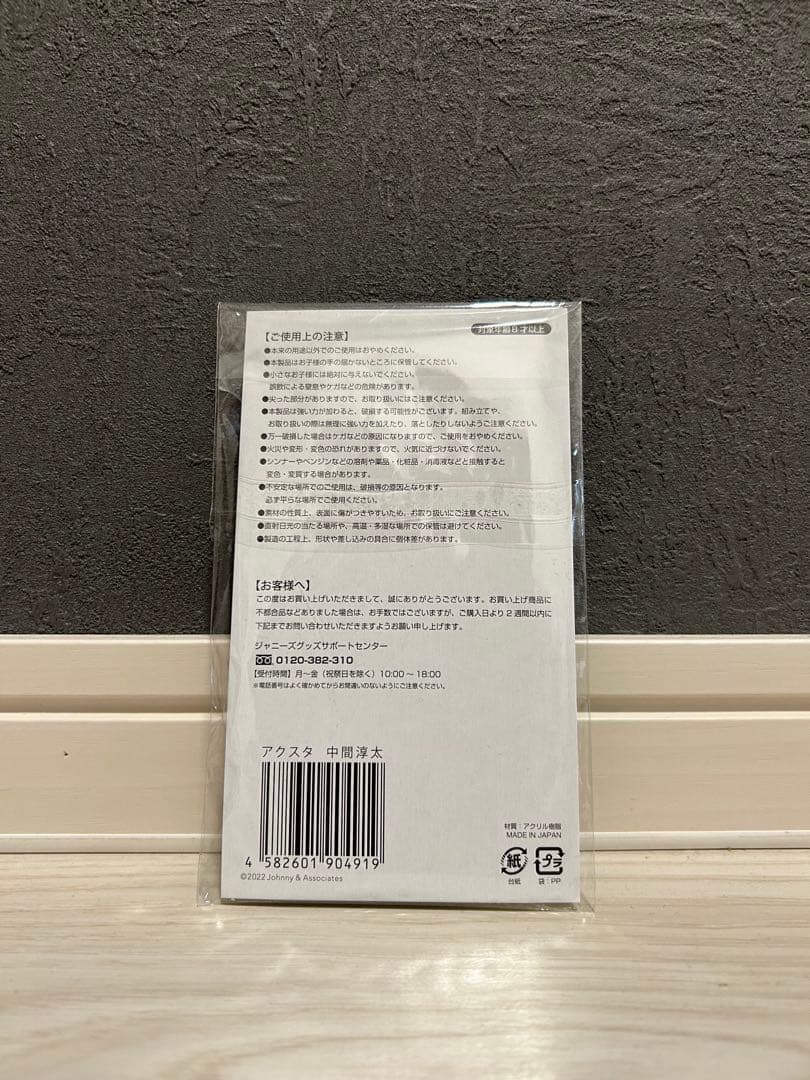 対象年齢8才以上
【ご使用上の注意】
●本来の用途以外でのご使用はおやめください。
●本製品はお子様の手の届かないところに保管してください。
●小さなお子様には絶対に与えないでください。
誤飲による窒息やケガなどの危険があります。
●尖った部分がありますので、お取り扱いにはご注意ください。
●本製品は強い力が加わると、破損する可能性がございます。組み立てや、
お取り扱いの際は無理に強い力を加えたり、落としたりしないようご注意ください。
●万一破損した場合はケガなどの原因になりますので、ご使用をおやめください。
●火災や変形・変色の恐れがありますので、火気に近づけないでください。
●シンナーやベンジンなどの溶剤や薬品・化粧品・消毒液などと接触すると
変色・変質する場合があります。
●不安定な場所でのご使用は、破損等の原因となります。
必ず平らな場所でご使用ください。
●素材の性質上、表面に傷がつきやすいため、お取り扱いにご注意ください。
●直射日光の当たる場所や、高温・多湿な場所での保管は避けてください。
●製造の工程上、形状や差し込みの具合に個体差があります。
【お客様へ】
この度はお買い上げいただきまして、誠にありがとうございます。お買い上げ商品に
不都合品などありました場合は、お手数ではございますが、ご購入日より2週間以内に
下記までお問い合わせいただきますようお願い申し上げます。
ジャニーズグッズサポートセンター
0120-382-310
【受付時間】月〜金（祝祭日を除く）10:00〜18:00
※電話番号はよく確かめてからお間違いのないようにご注意ください。
アクスタ 中間淳太
4 582601 904919
©2022 Johnny & Associates
材質：アクリル樹脂
MADE IN JAPAN
紙 プラ
台紙 袋：PP